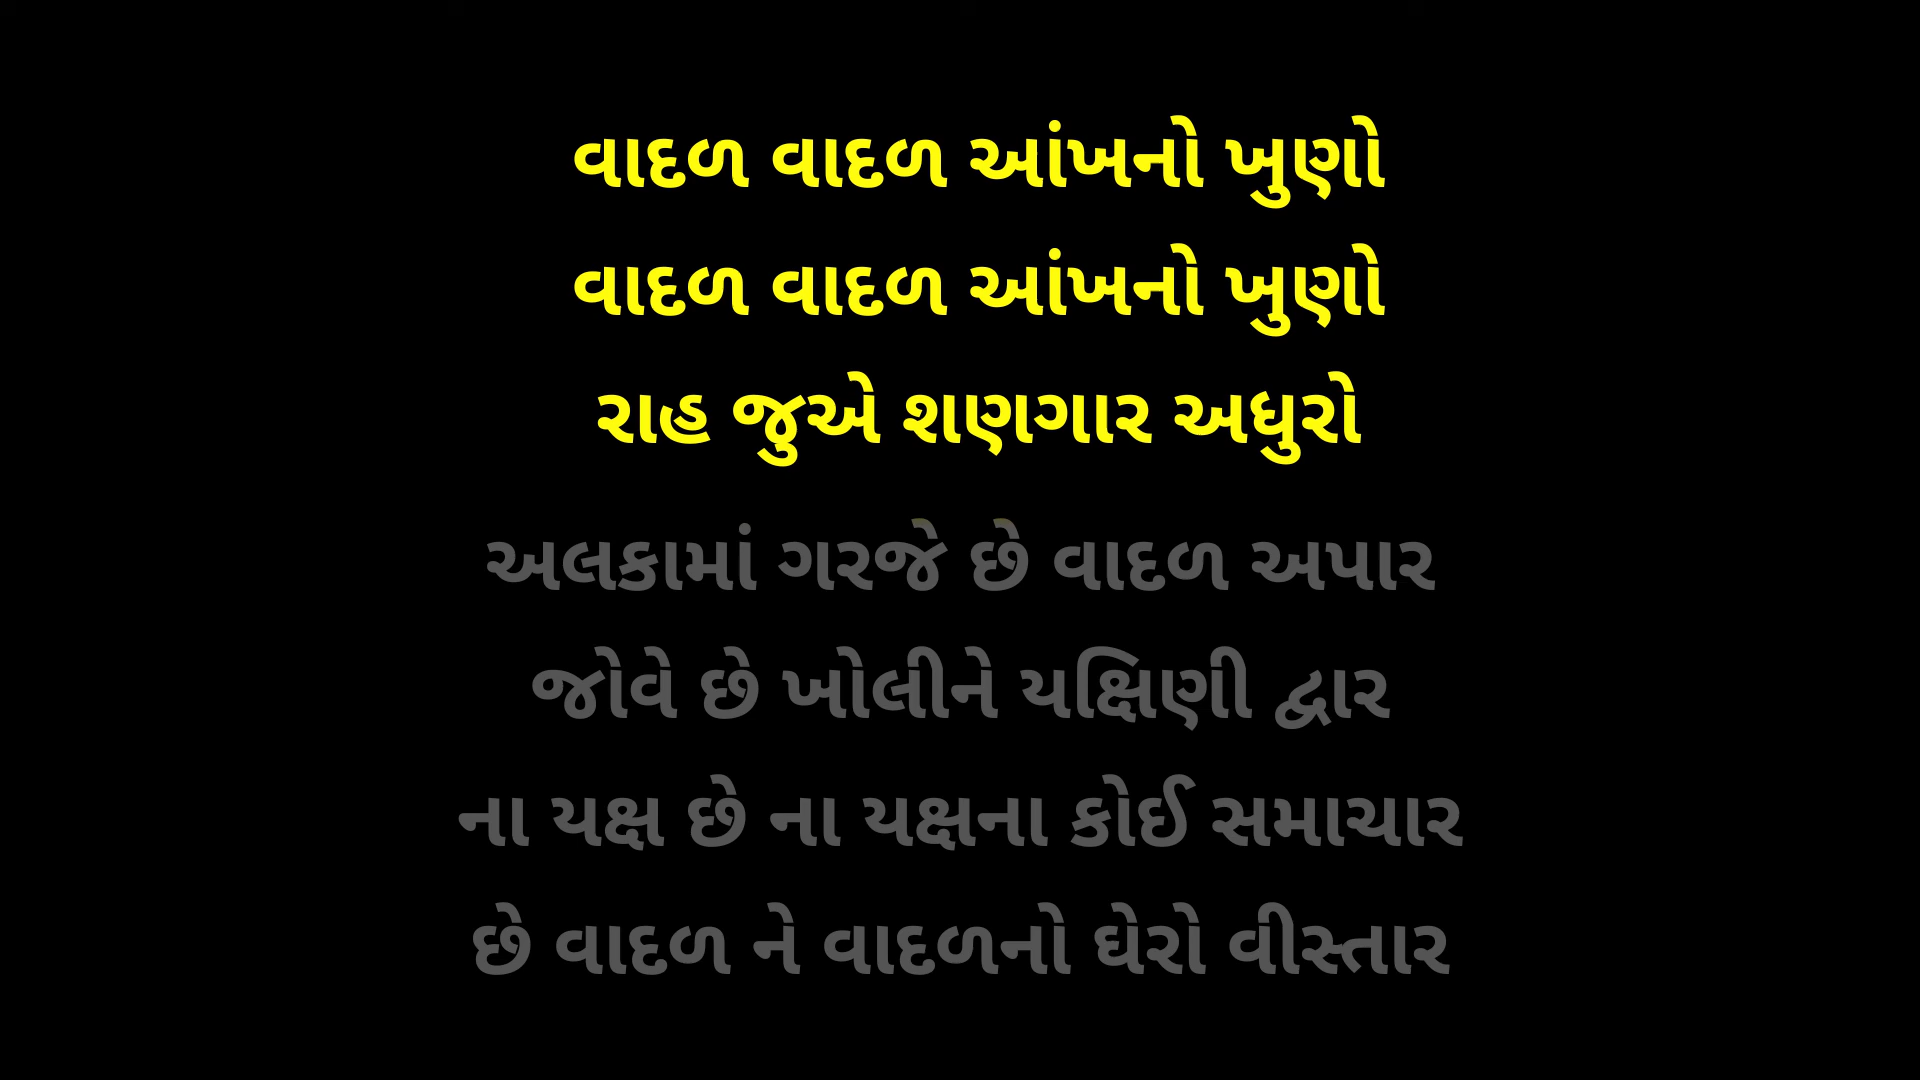 વાદળ વાદળ આંખનો ખુણો
વાદળ વાદળ આંખનો ખુણો
રાહ જુએ શણગાર અધુરો
અલકામાં ગરજે છે વાદળ અપાર
જોવે છે ખોલીને યક્ષિણી દ્વાર
ના યક્ષ છે ના યક્ષના કોઈ સમાચાર
છે વાદળ ને વાદળનો ઘેરો વીસ્તાર